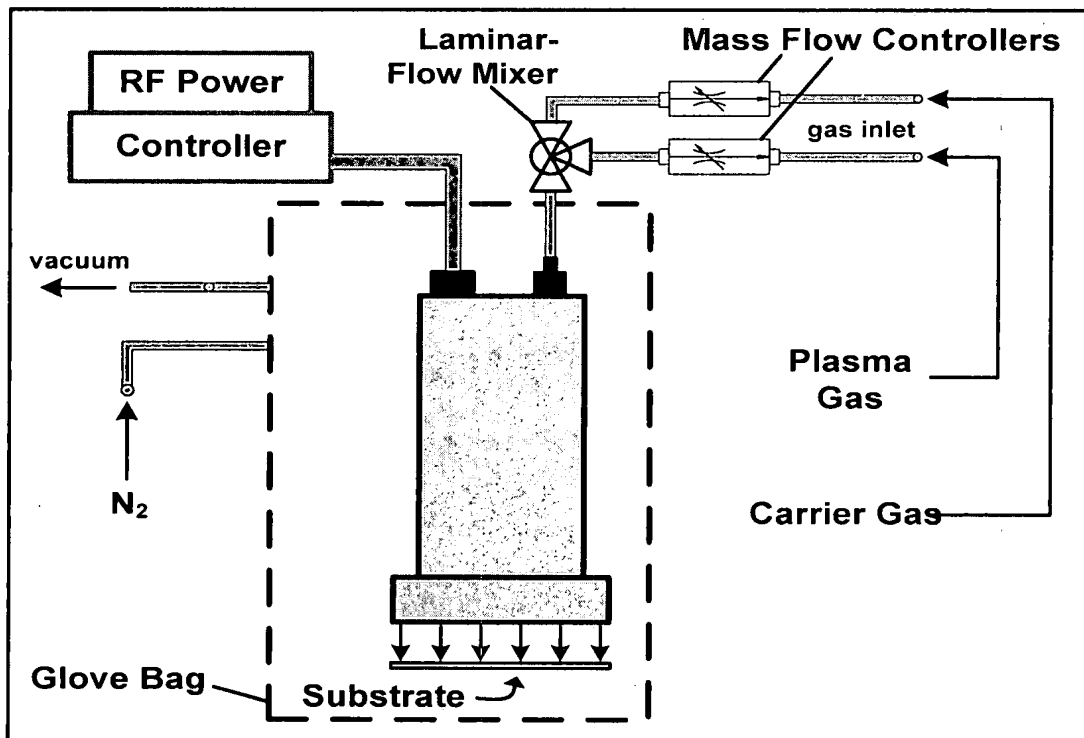 Laminar-
Flow Mixer
Mass Flow Controllers
RF Power
Controller
gas inlet
vacuum
N₂
Plasma
Gas
Carrier Gas
Glove Bag
Substrate